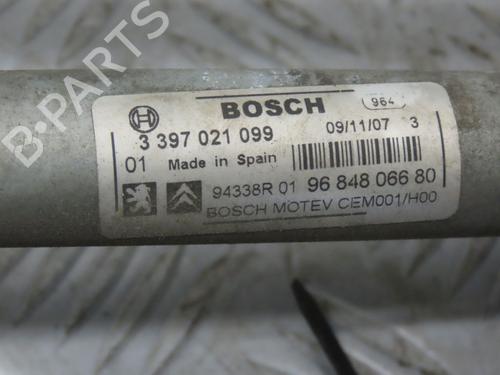 B-PARTS
BOSCH 964
3 397 021 099 09/11/07 3
01 Made in Spain
94338R 01 96 848 066 80
BOSCH MOTEV CEM001/H00